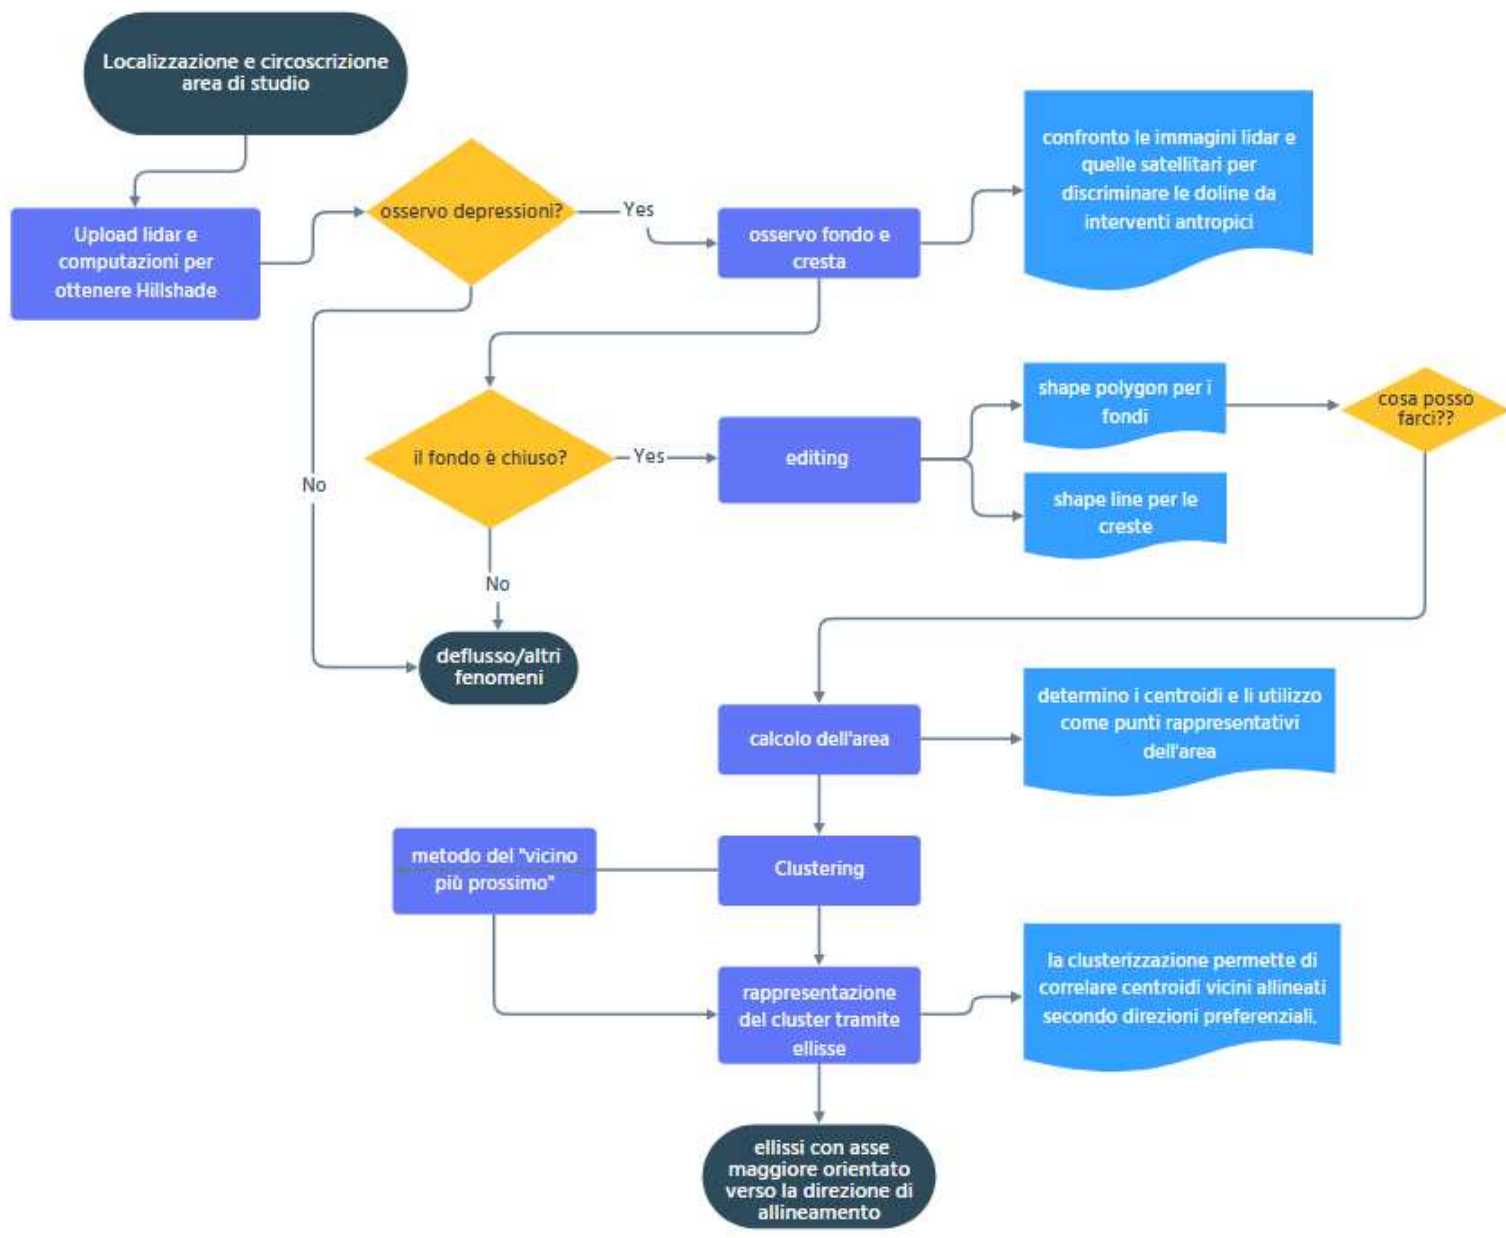 Localizzazione e circoscrizione
area di studio
Upload lidar e
computazioni per
ottenere Hillshade
osservo depressioni?
Yes
osservo fondo e
cresta
confronto le immagini lidar e
quelle satellitari per
discriminare le doline da
interventi antropici
No
il fondo è chiuso?
Yes
editing
shape polygon per i
fondi
cosa posso
farci??
shape line per le
creste
No
deflusso/altri
fenomeni
calcolo dell'area
determino i centroidi e li utilizzo
come punti rappresentativi
dell'area
metodo del "vicino
più prossimo"
Clustering
rappresentazione
del cluster tramite
ellisse
la clusterizzazione permette di
correlare centroidi vicini allineati
secondo direzioni preferenziali.
ellissi con asse
maggiore orientato
verso la direzione di
allineamento